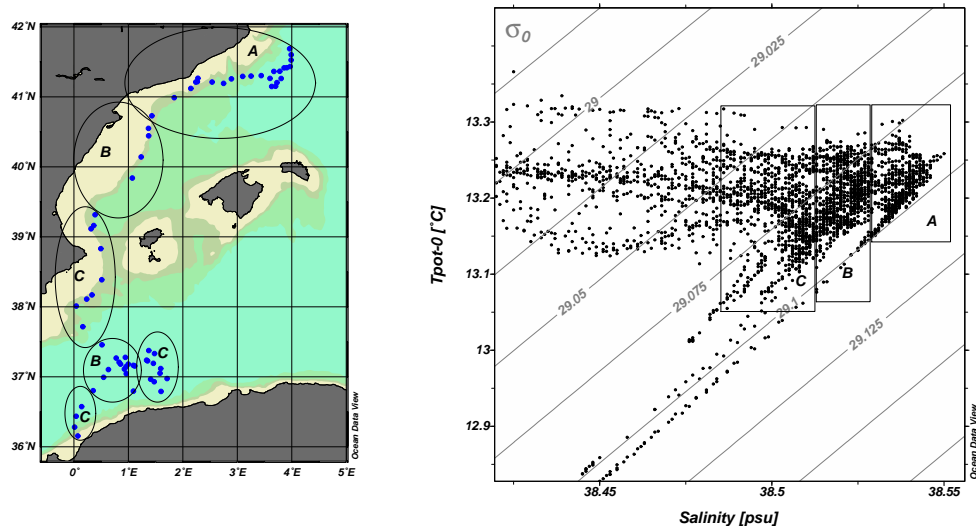 42°N
41°N
40°N
39°N
38°N
37°N
36°N
0°
1°E
2°E
3°E
4°E
5°E
A
B
C
B
C
C
Ocean Data View
σ0
29.025
29
29.05
29.075
29.1
29.125
A
B
C
13.3
13.2
13.1
13
12.9
Tpot-0 [°C]
38.45
38.5
38.55
Salinity [psu]
Ocean Data View